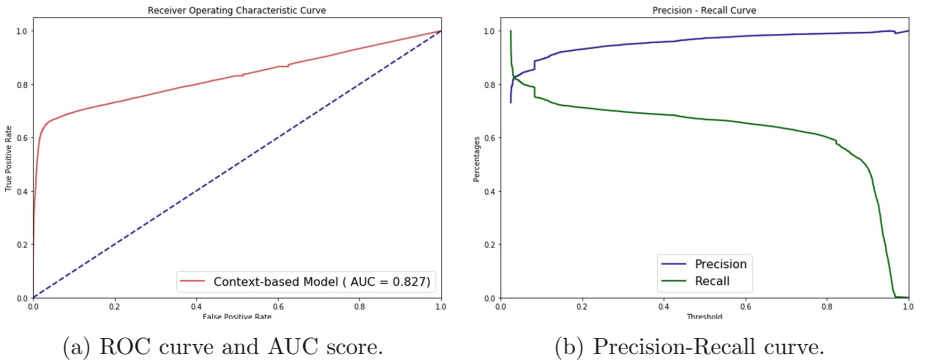 Receiver Operating Characteristic Curve
True Positive Rate
1.0
0.8
0.6
0.4
0.2
0.0
Context-based Model ( AUC = 0.827)
0.0 0.2 0.4 0.6 0.8 1.0
False Positive Rate
(a) ROC curve and AUC score.
Precision - Recall Curve
Percentages
1.0
0.8
0.6
0.4
0.2
0.0
Precision
Recall
0.0 0.2 0.4 0.6 0.8 1.0
Threshold
(b) Precision-Recall curve.